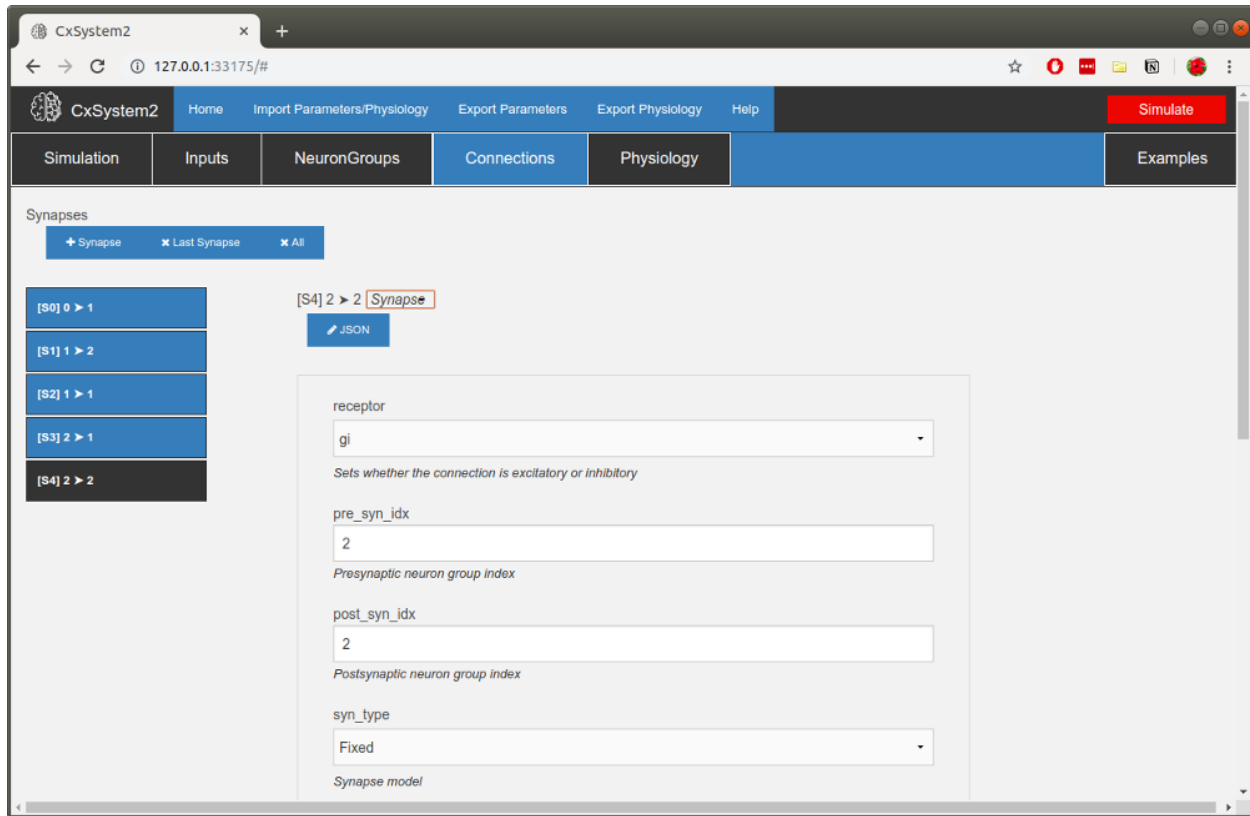 CxSystem2
127.0.0.1:33175/#
CxSystem2 Home Import Parameters/Physiology Export Parameters Export Physiology Help Simulate
Simulation Inputs NeuronGroups Connections Physiology Examples
Synapses
+ Synapse × Last Synapse × All
[S0] 0 ➤ 1
[S1] 1 ➤ 2
[S2] 1 ➤ 1
[S3] 2 ➤ 1
[S4] 2 ➤ 2
[S4] 2 ➤ 2 Synapse
JSON
receptor
gi
Sets whether the connection is excitatory or inhibitory
pre_syn_idx
2
Presynaptic neuron group index
post_syn_idx
2
Postsynaptic neuron group index
syn_type
Fixed
Synapse model